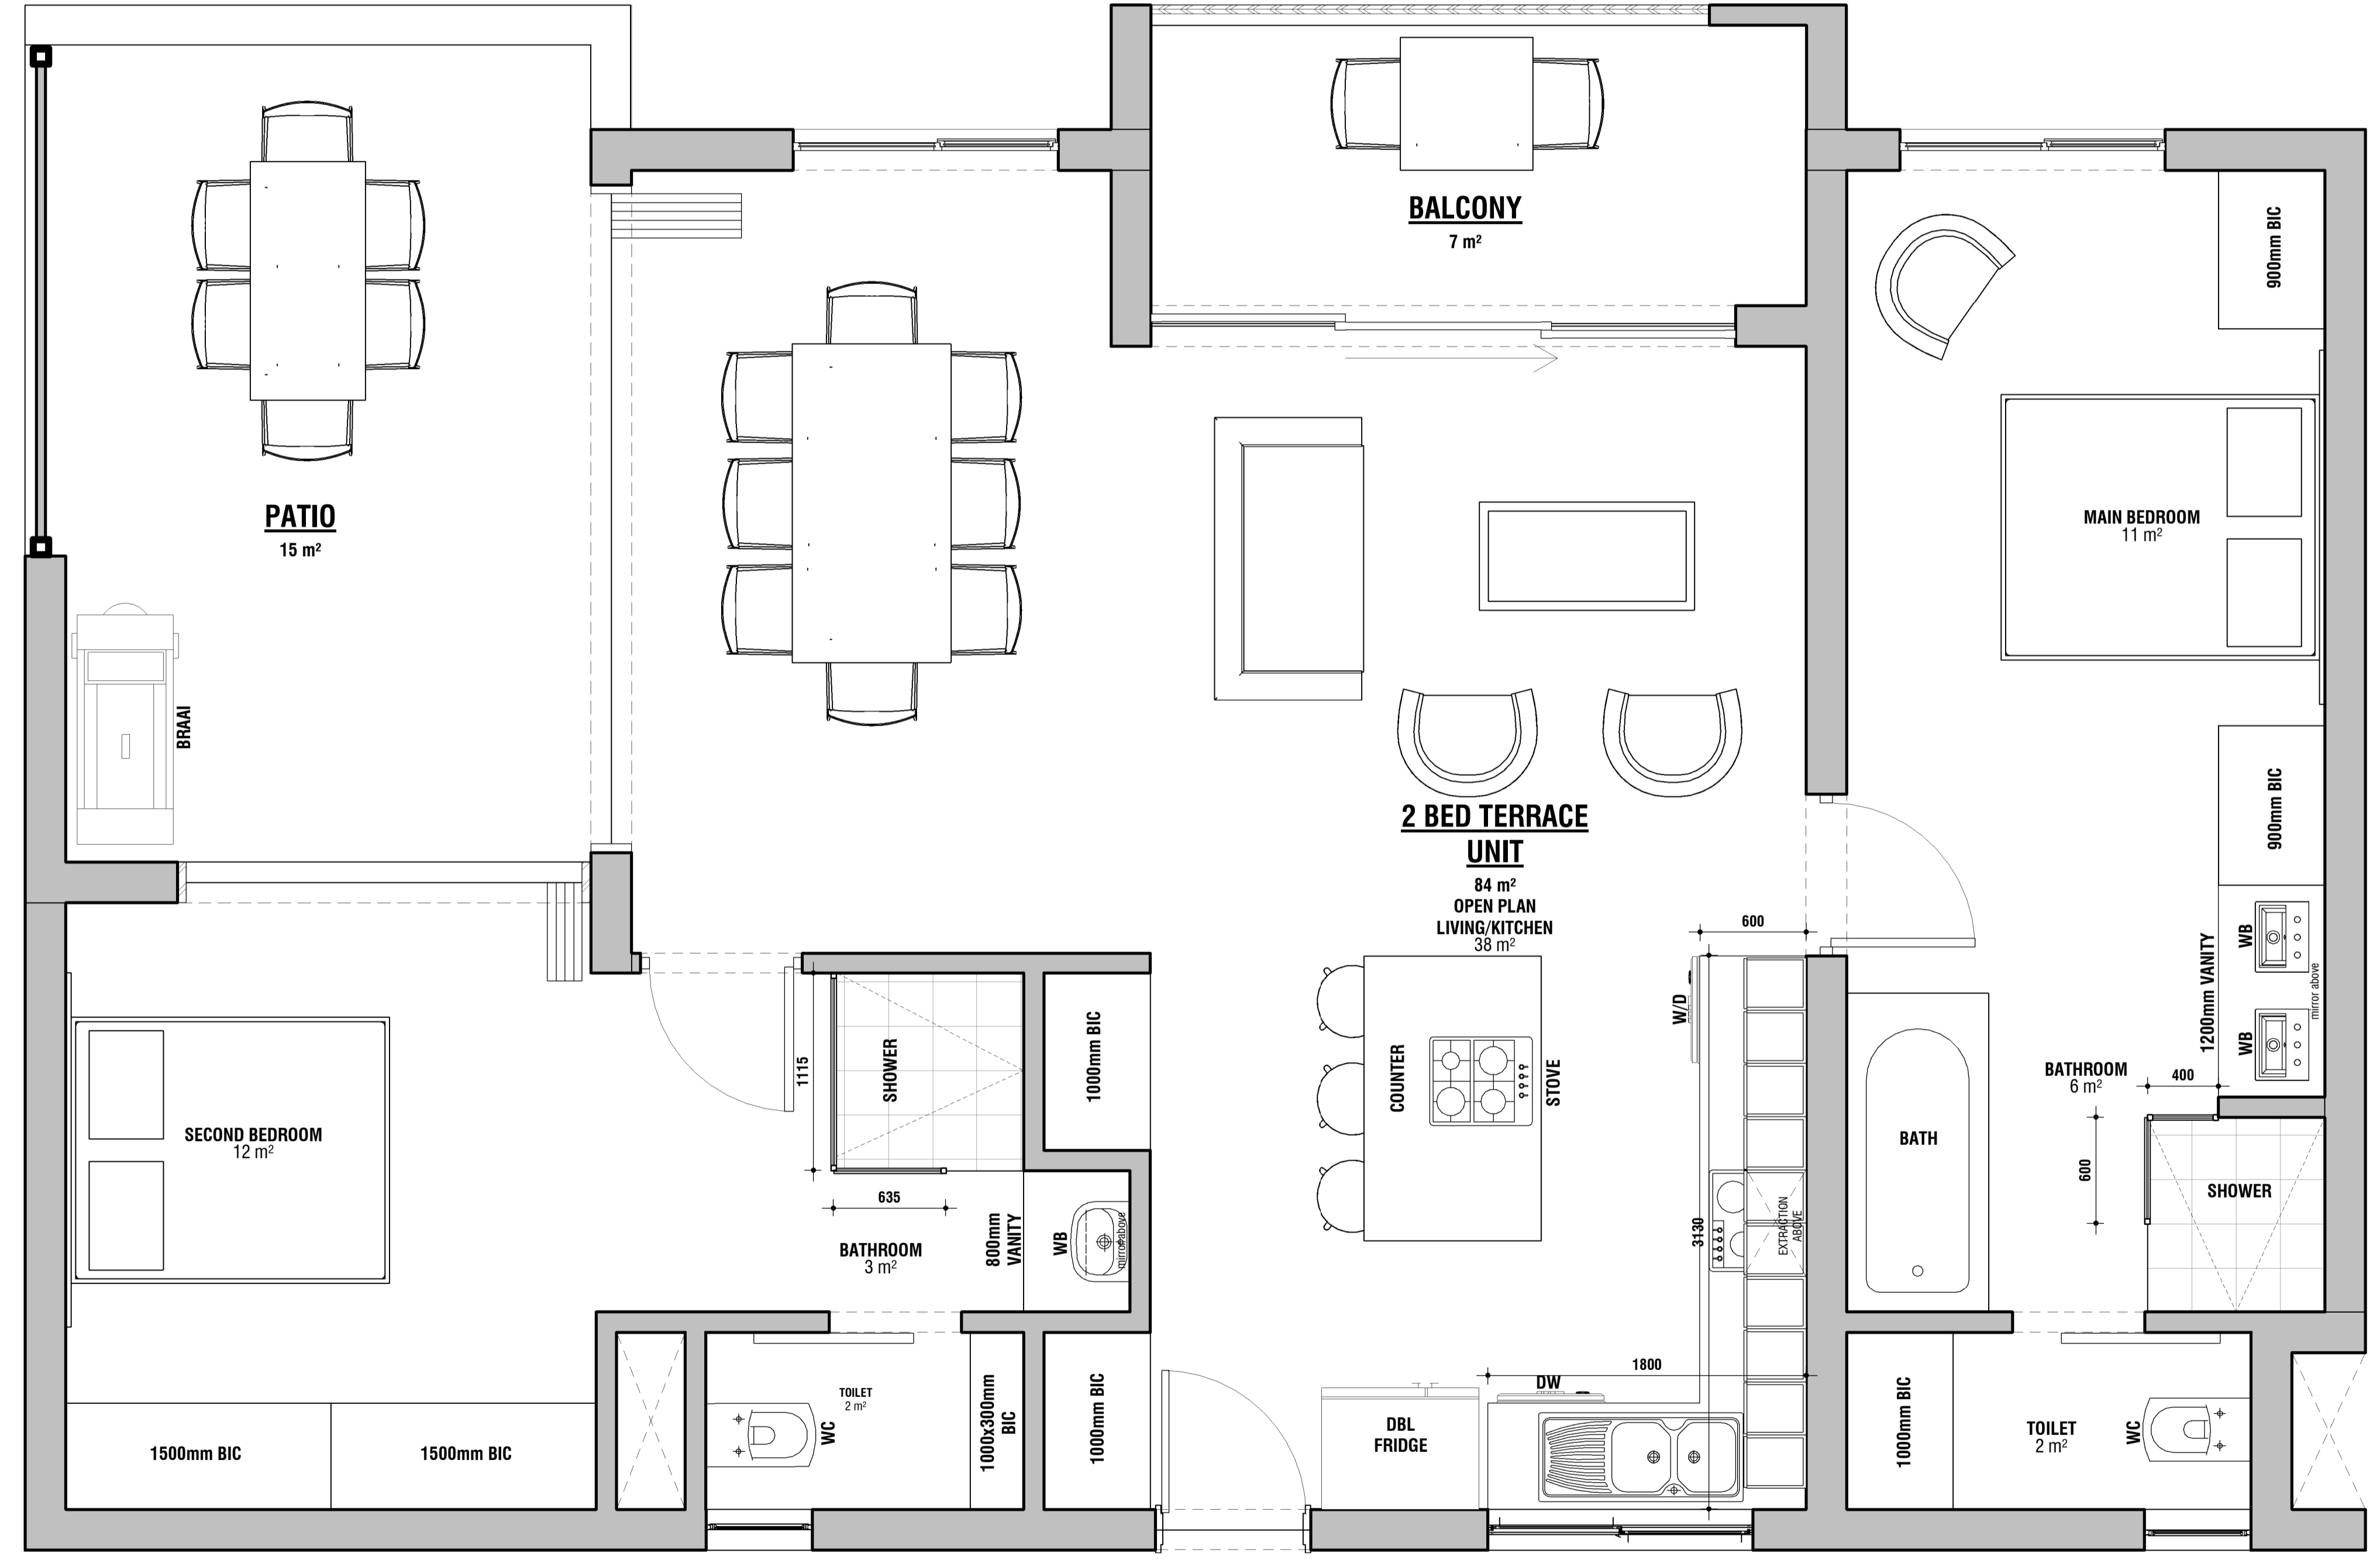 BALCONY
7 m²
900mm BIC
PATIO
15 m²
MAIN BEDROOM
11 m²
BRAAI
900mm BIC
2 BED TERRACE
UNIT
84 m²
OPEN PLAN
LIVING/KITCHEN
38 m²
600
WB
1200mm VANITY
mirror above
WB
W/D
1115
SHOWER
1000mm BIC
COUNTER
STOVE
BATHROOM
6 m²
400
SECOND BEDROOM
12 m²
BATH
600
SHOWER
635
800mm
VANITY
WB
mirror above
BATHROOM
3 m²
3130
EXTRACTION
ABOVE
1800
DW
TOILET
2 m²
WC
1000x300mm
BIC
1000mm BIC
DBL
FRIDGE
1000mm BIC
TOILET
2 m²
WC
1500mm BIC
1500mm BIC